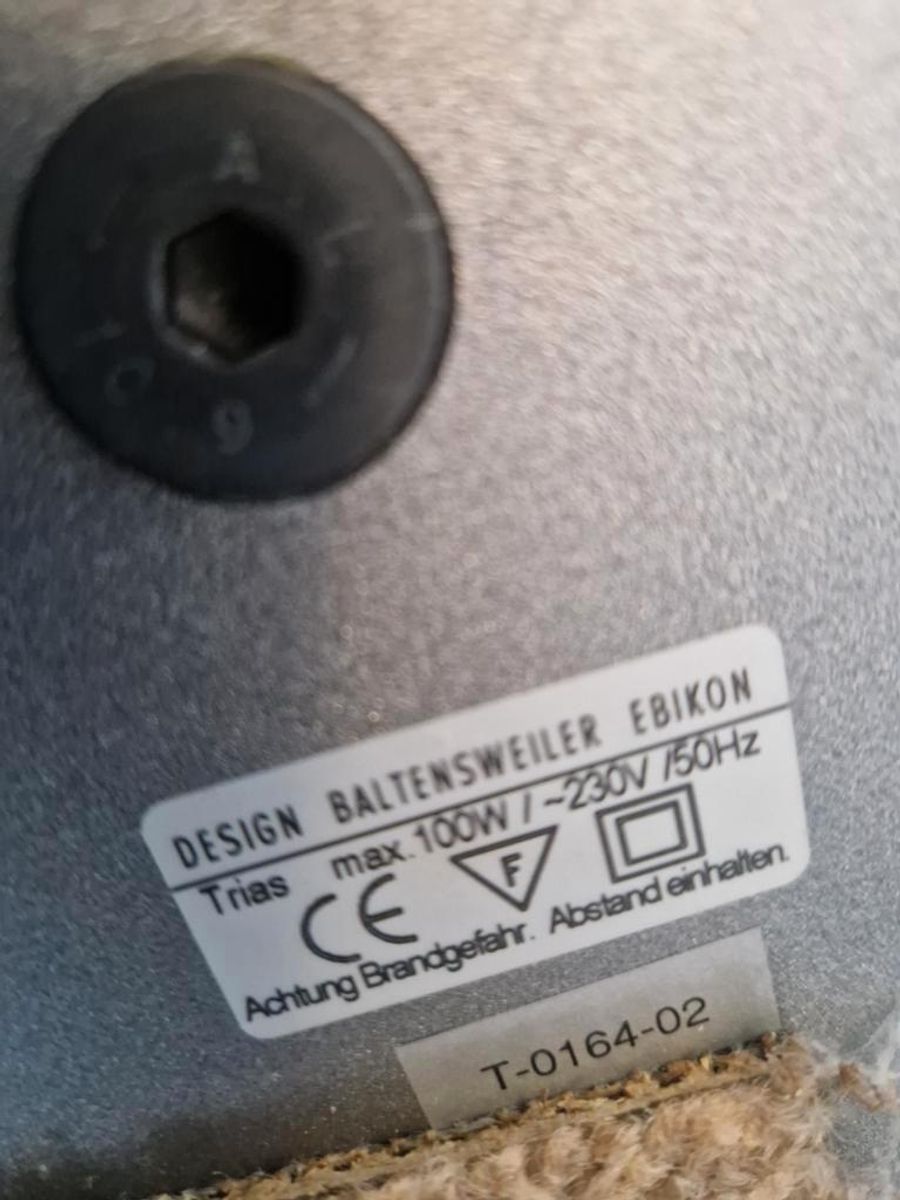 DESIGN BALTENSWEILER EBIKON
Trias max. 100W / ~230V /50Hz
CE F
Achtung Brandgefahr. Abstand einhalten.
T-0164-02